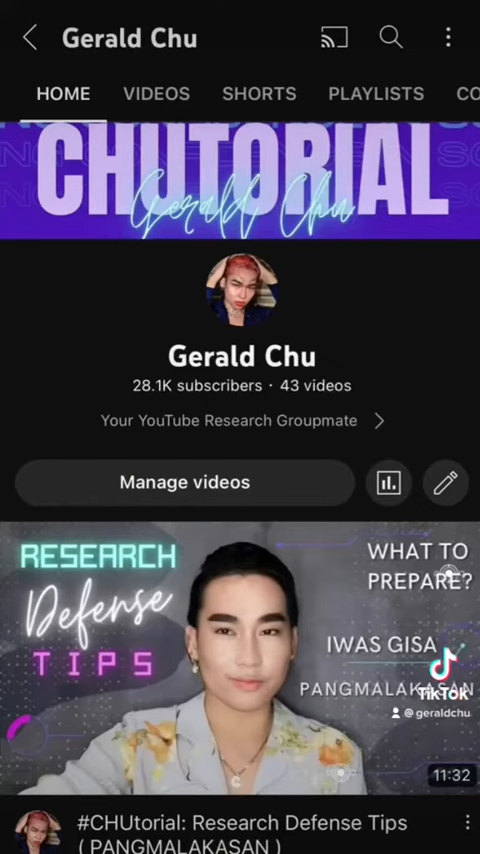 Gerald Chu
HOME VIDEOS SHORTS PLAYLISTS CO
CHUTORIAL
Gerald Chu
Gerald Chu
28.1K subscribers · 43 videos
Your YouTube Research Groupmate
Manage videos
RESEARCH
Defense
TIPS
WHAT TO
PREPARE?
IWAS GISA
PANGMALAKASAN
TikTok
@geraldchu
11:32
#CHUtorial: Research Defense Tips
( PANGMALAKASAN )